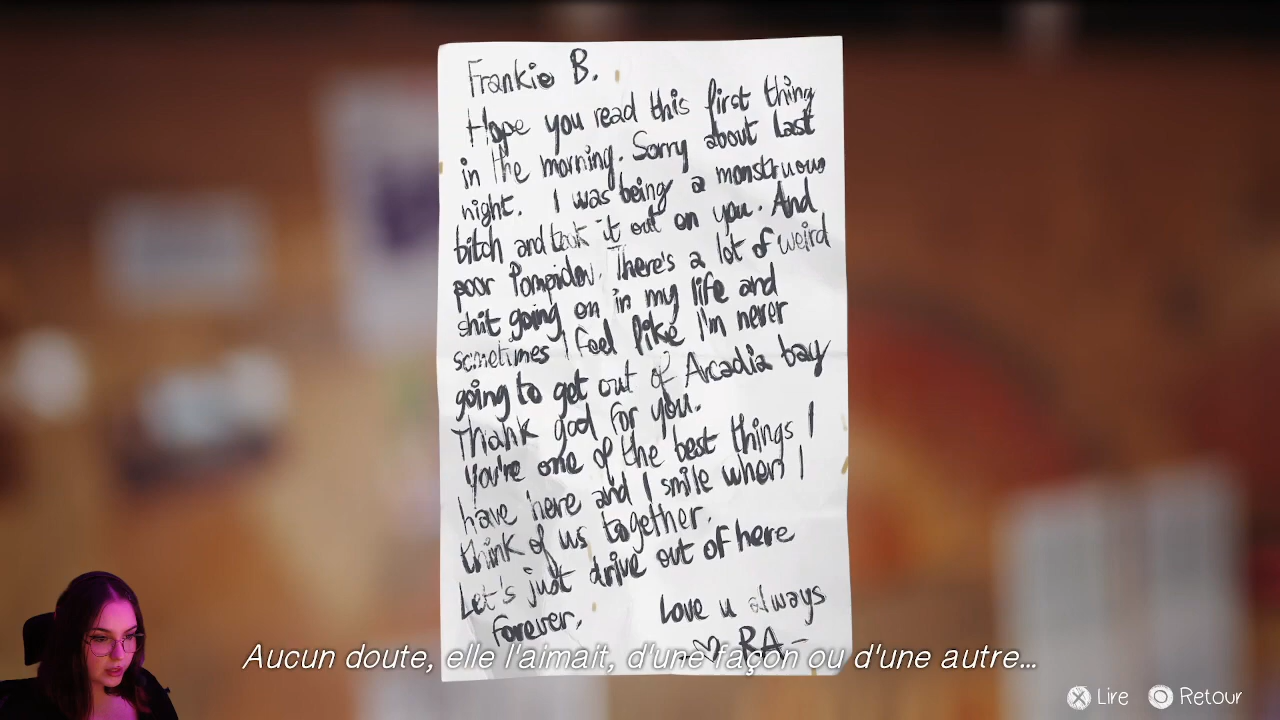 Frankie B.
Hope you read this first thing
in the morning. Sorry about last
night. I was being a monstruous
bitch and took it out on you. And
poor Pompidou. There's a lot of weird
shit going on in my life and
sometimes I feel like I'm never
going to get out of Arcadia bay
Thank god for you.
You're one of the best things I
have here and I smile when I
think of us together.
Let's just drive out of here
forever.
Love u always
-♡ RA -
Aucun doute, elle l'aimait, d'une façon ou d'une autre...
Lire Retour